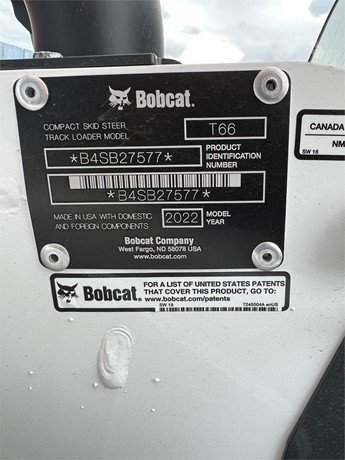 Bobcat.
COMPACT SKID STEER
TRACK LOADER MODEL T66
*B4SB27577* PRODUCT
IDENTIFICATION
NUMBER
*B4SB27577*
MADE IN USA WITH DOMESTIC
AND FOREIGN COMPONENTS
2022 MODEL
YEAR
Bobcat Company
West Fargo, ND 58078 USA
www.bobcat.com
CANADA
NM
SW 16
Bobcat.
FOR A LIST OF UNITED STATES PATENTS
THAT COVER THIS PRODUCT, GO TO:
www.bobcat.com/patents
SW 19 7245504A enUS